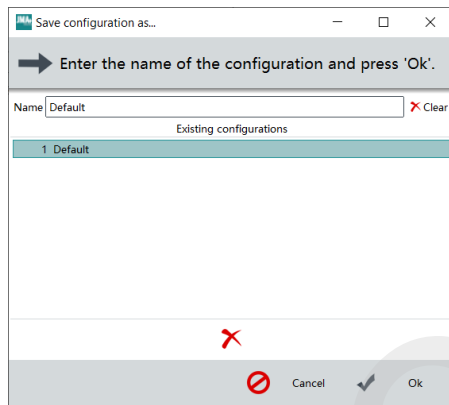 JMA
Save configuration as...
Enter the name of the configuration and press 'Ok'.
Name Default Clear
Existing configurations
1 Default
Cancel Ok